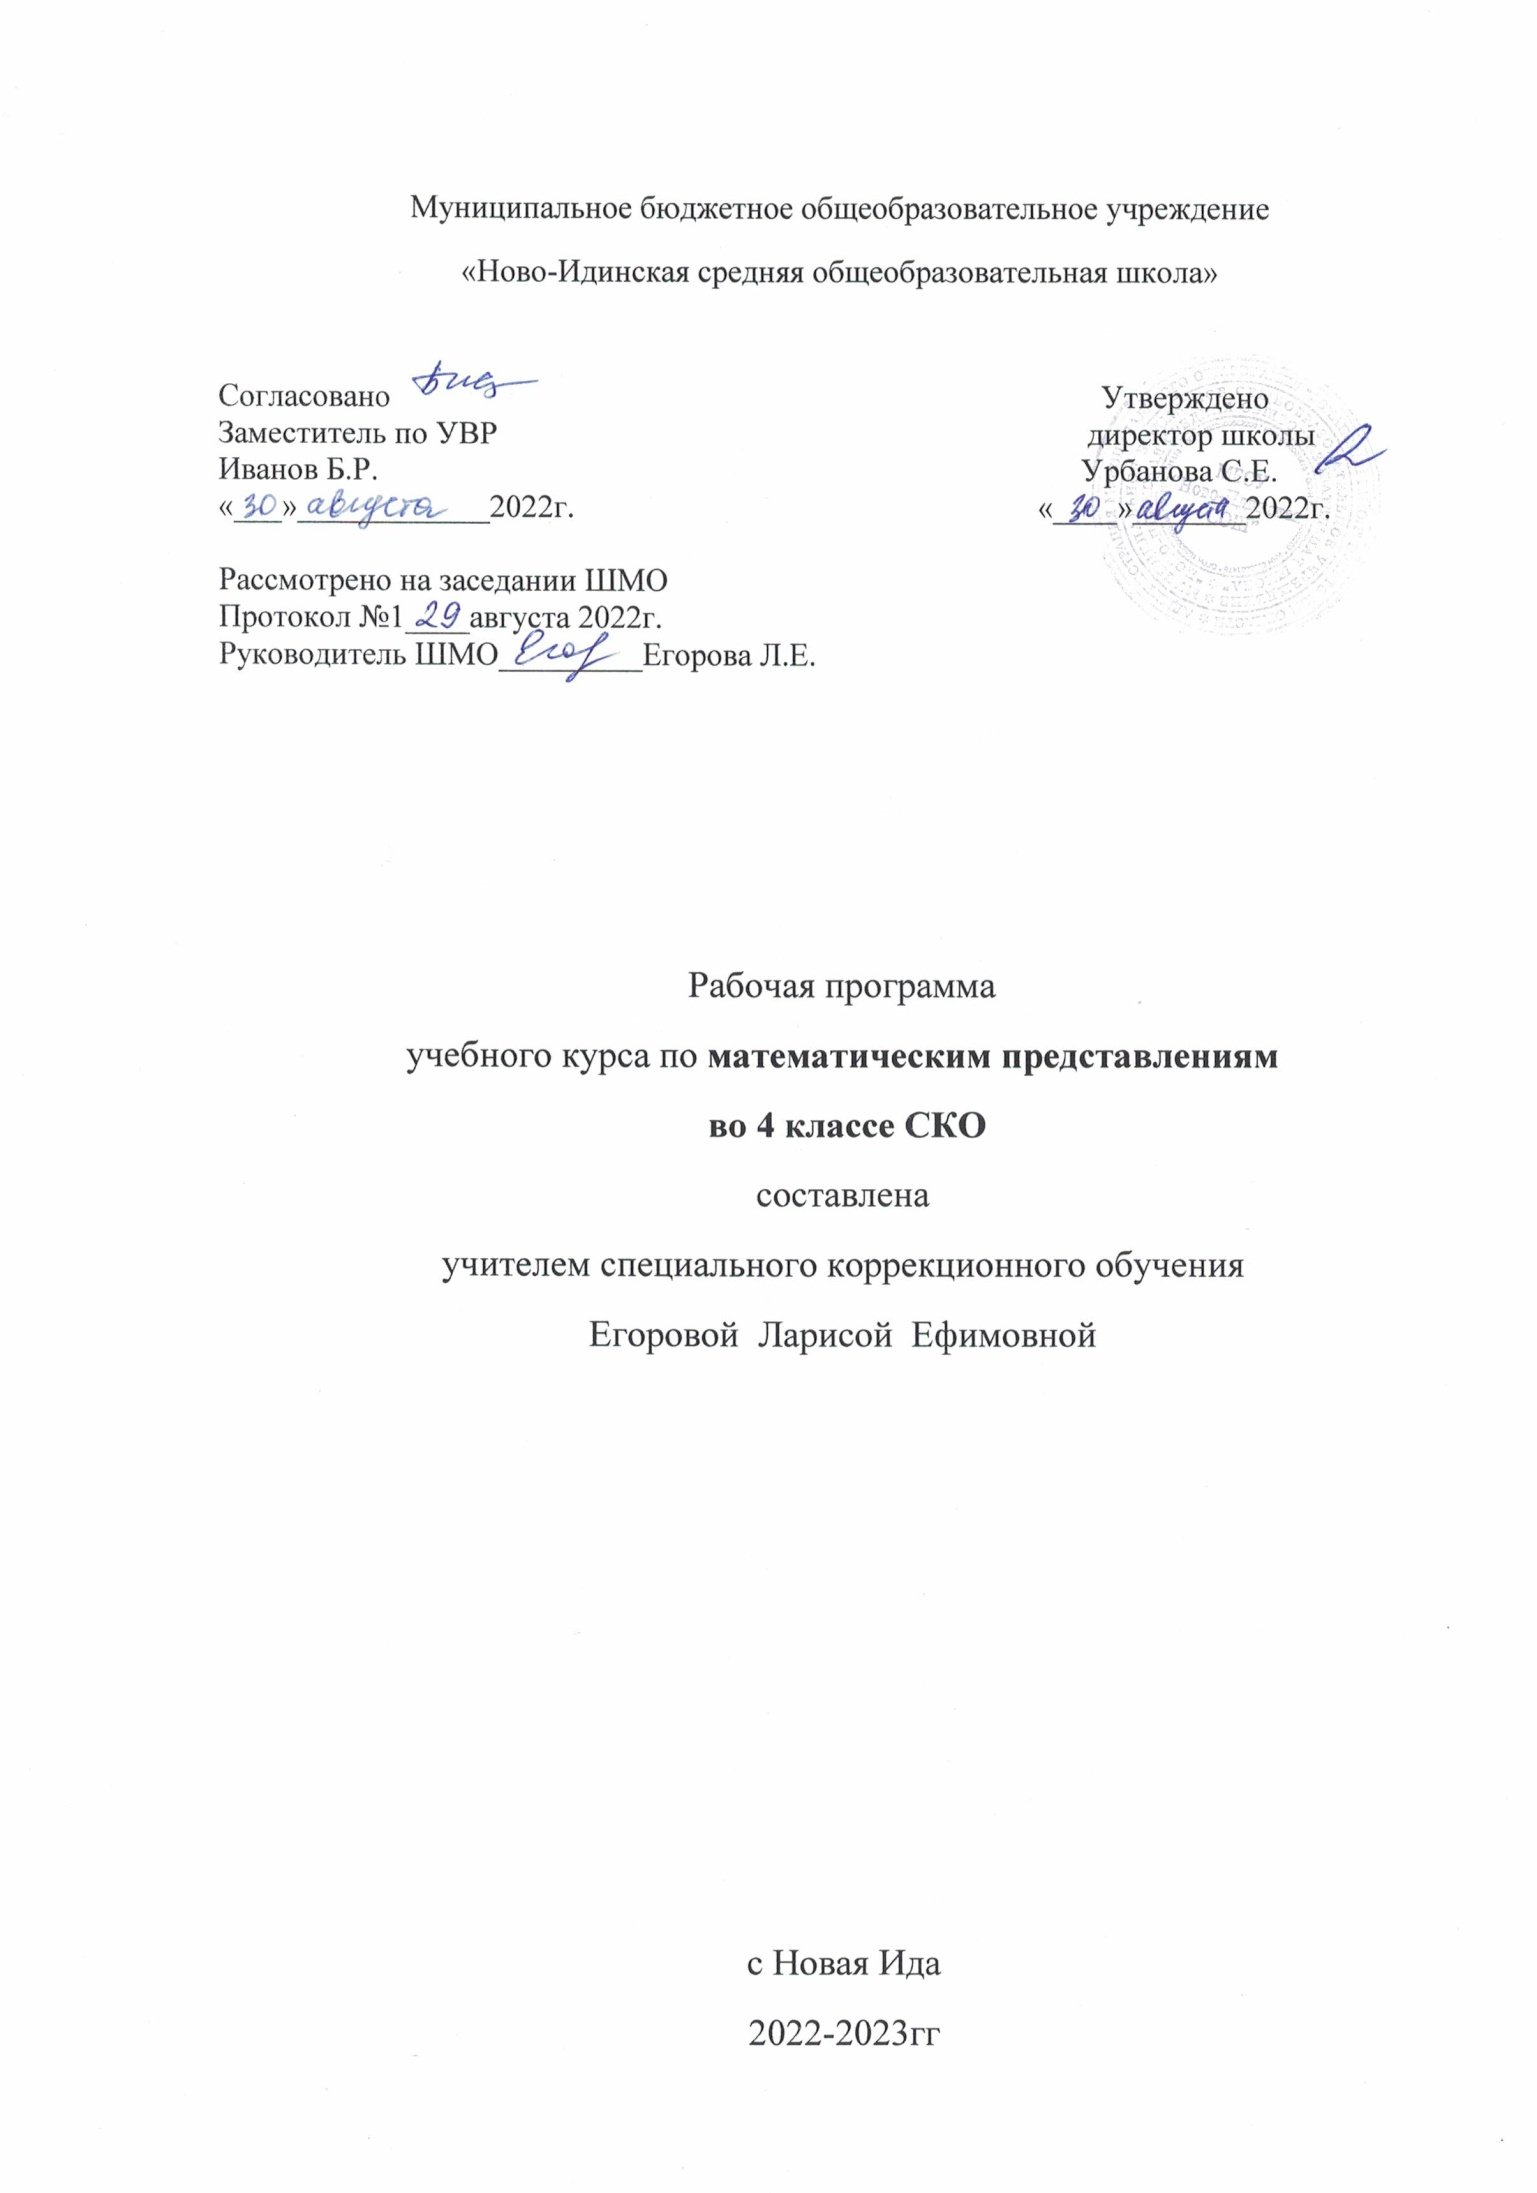 Муниципальное бюджетное общеобразовательное учреждение
«Ново-Идинская средняя общеобразовательная школа»
Согласовано
Заместитель по УВР
Иванов Б.Р.
«30» августа 2022г.
Утверждено
директор школы
Урбанова С.Е.
«30» августа 2022г.
Рассмотрено на заседании ШМО
Протокол №1 29 августа 2022г.
Руководитель ШМО Егор Егорова Л.Е.
Рабочая программа
учебного курса по математическим представлениям
во 4 классе СКО
составлена
учителем специального коррекционного обучения
Егоровой Ларисой Ефимовной
с Новая Ида
2022-2023гг